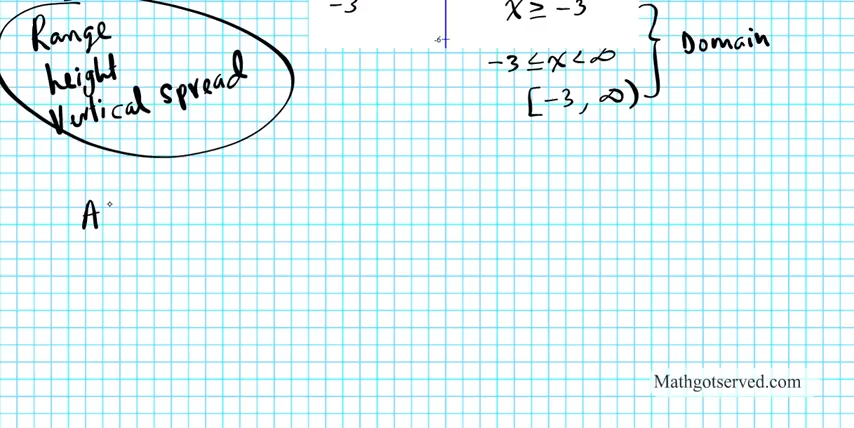 -3
x ≥ -3
Range
-6
Domain
-3 ≤ x < ∞
height
[-3, ∞)
Vertical spread
A
Mathgotserved.com